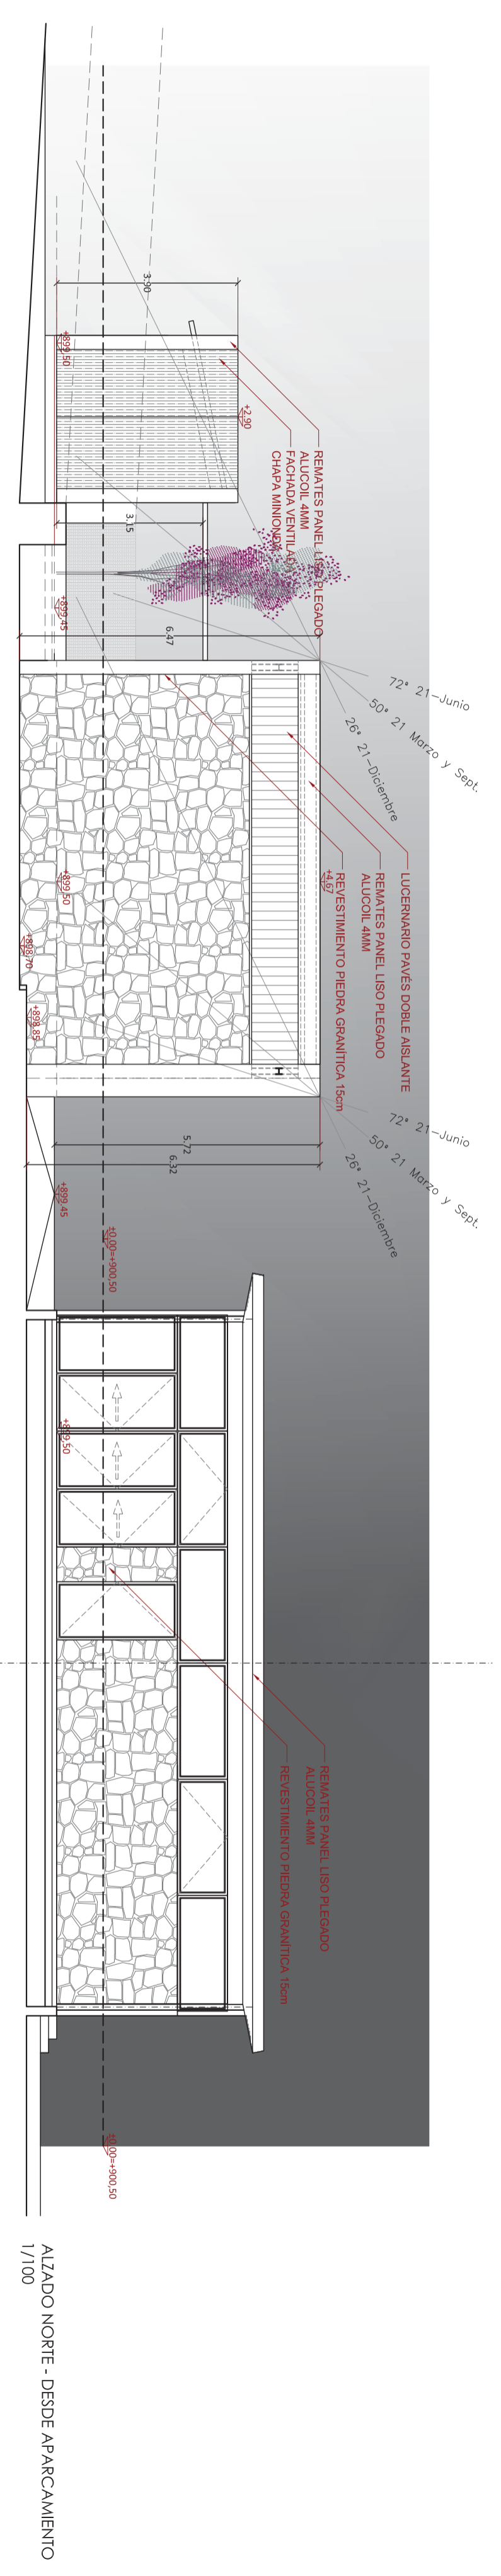 3.90
+899.50
+2.90
REMATES PANEL LISO PLEGADO
ALUCOIL 4MM
FACHADA VENTILADA
CHAPA MINIONDA
3.15
+899.45
6.47
72° 21-Junio
50° 21 Marzo y Sept.
26° 21-Diciembre
LUCERNARIO PAVÉS DOBLE AISLANTE
REMATES PANEL LISO PLEGADO
ALUCOIL 4MM
REVESTIMIENTO PIEDRA GRANÍTICA 15cm
+4.67
+899.50
+898.70
+898.85
H
72° 21-Junio
50° 21 Marzo y Sept.
26° 21-Diciembre
5.72
6.32
+899.45
±0.00=+900,50
+899.50
REMATES PANEL LISO PLEGADO
ALUCOIL 4MM
REVESTIMIENTO PIEDRA GRANÍTICA 15cm
±0.00=+900,50
ALZADO NORTE - DESDE APARCAMIENTO
1/100